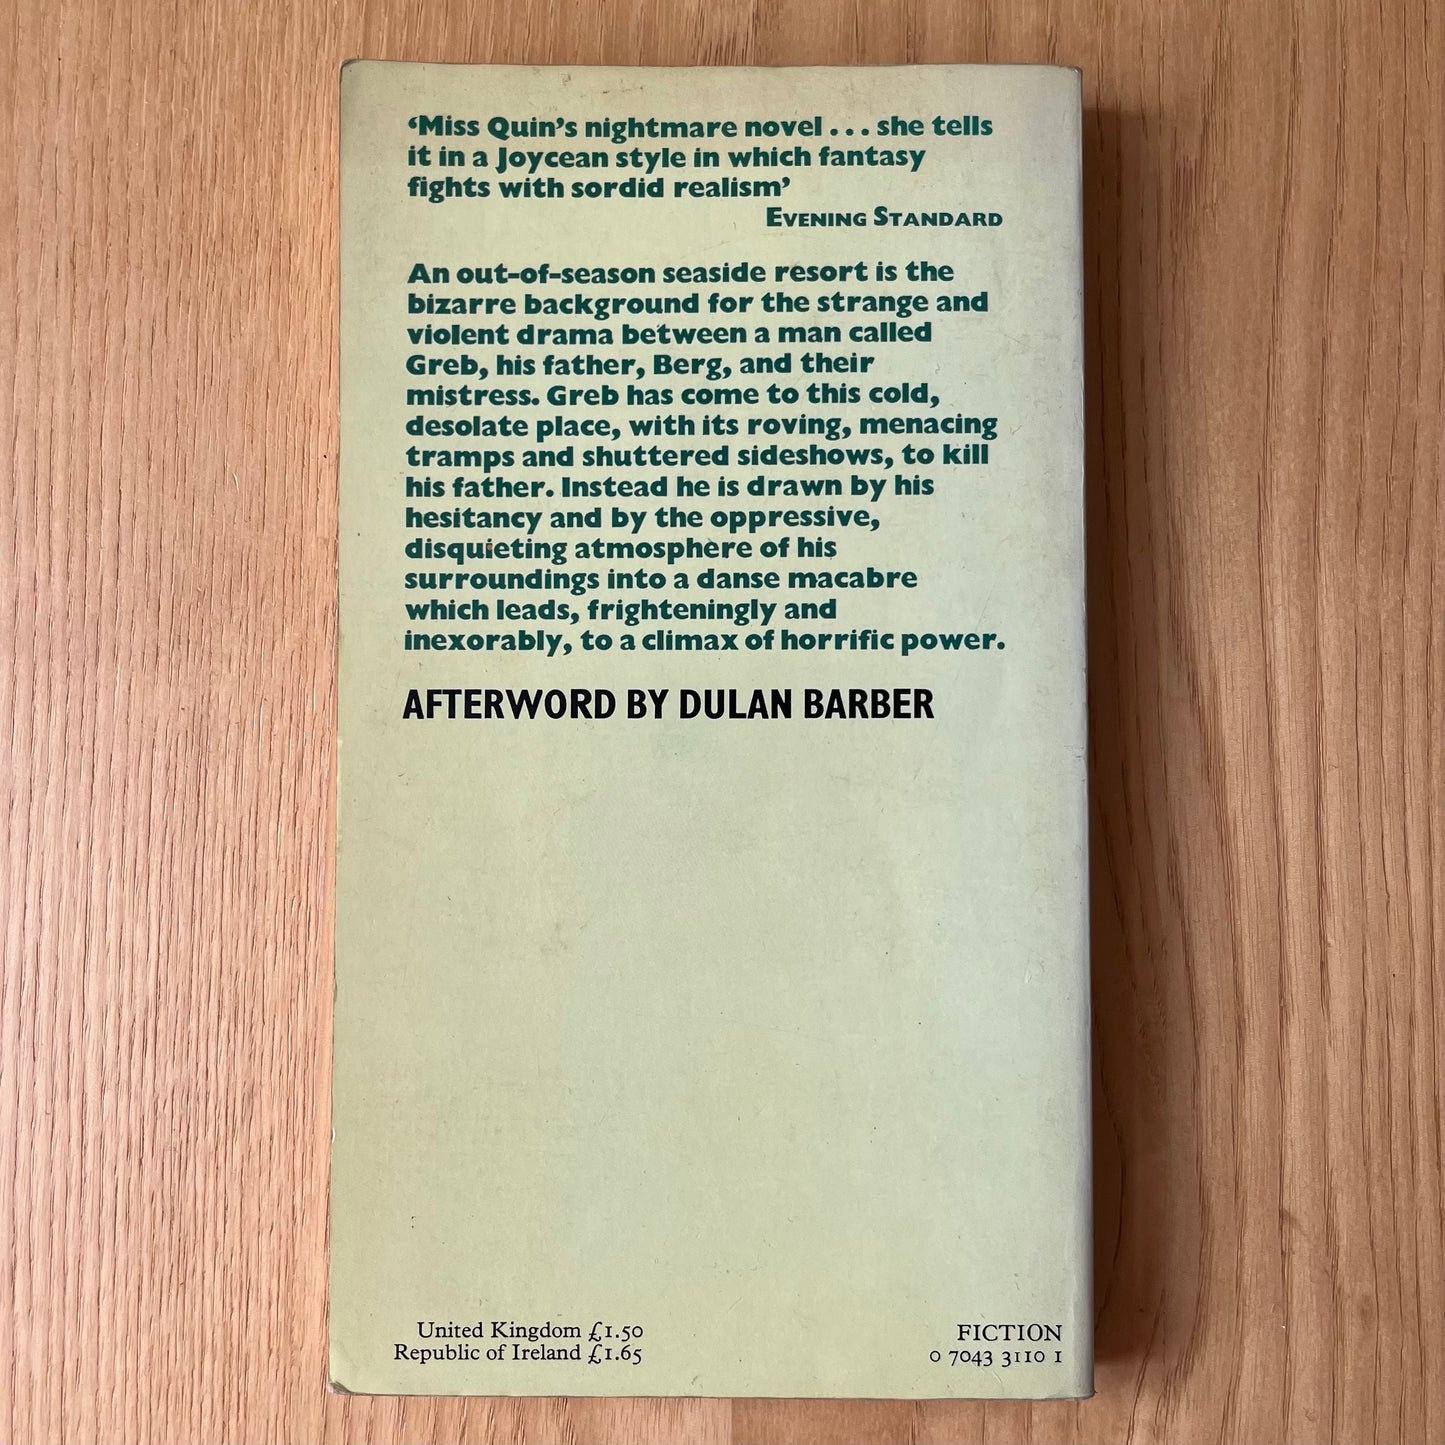 ‘Miss Quin’s nightmare novel . . . she tells
it in a Joycean style in which fantasy
fights with sordid realism’
EVENING STANDARD
An out-of-season seaside resort is the
bizarre background for the strange and
violent drama between a man called
Greb, his father, Berg, and their
mistress. Greb has come to this cold,
desolate place, with its roving, menacing
tramps and shuttered sideshows, to kill
his father. Instead he is drawn by his
hesitancy and by the oppressive,
disquieting atmosphere of his
surroundings into a danse macabre
which leads, frighteningly and
inexorably, to a climax of horrific power.
AFTERWORD BY DULAN BARBER
United Kingdom £1.50
Republic of Ireland £1.65
FICTION
0 7043 3110 1